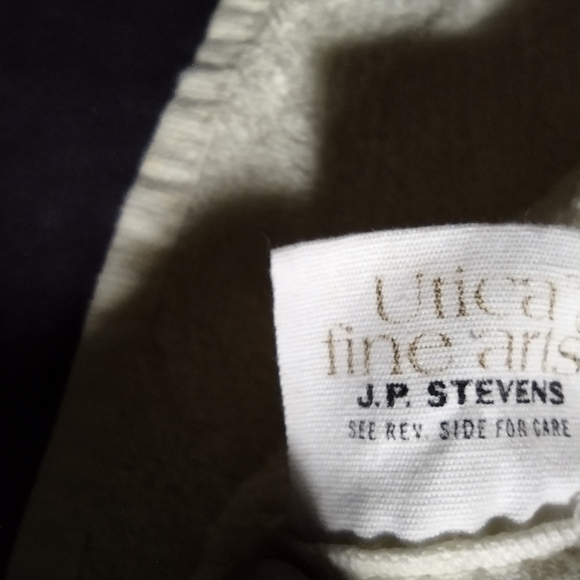 Utica
fine arts
J.P. STEVENS
SEE REV. SIDE FOR CARE